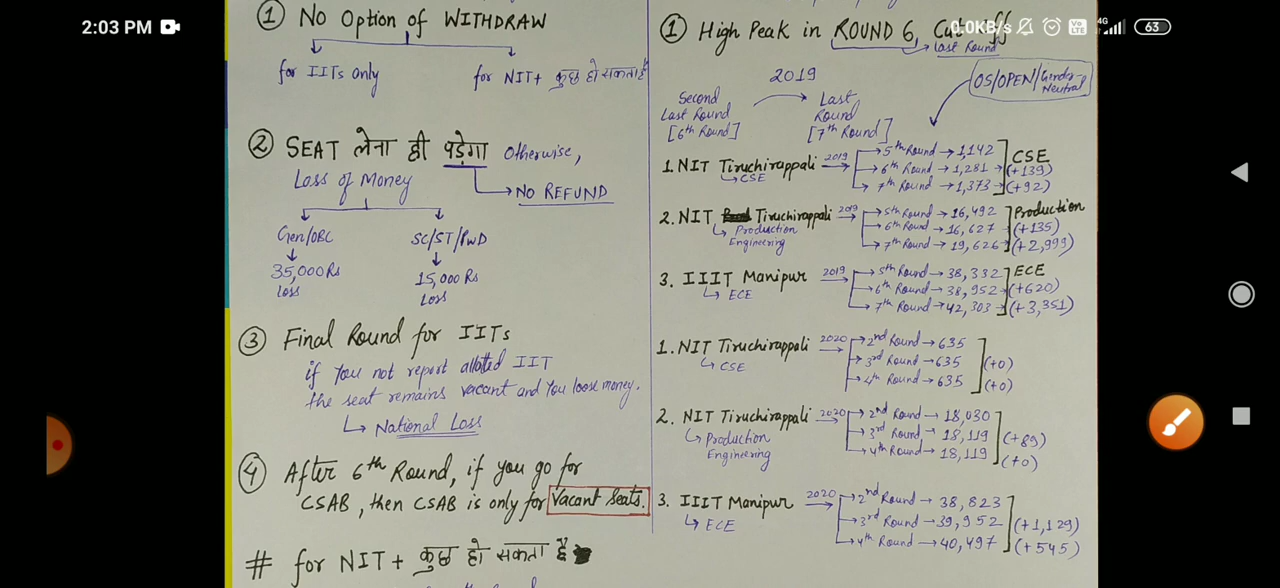 2:03 PM
0.0KB/s Vo LTE 4G 63
① No Option of WITHDRAW
for IITs only
for NIT+ कुछ हो सकता है
② SEAT लेना ही पड़ेगा Otherwise,
Loss of Money
NO REFUND
Gen/OBC
SC/ST/PwD
35,000 Rs
15,000 Rs
Loss
Loss
③ Final Round for IITs
if you not report allotted IIT
the seat remains vacant and you loose money.
National Loss
④ After 6th Round, if you go for
CSAB, then CSAB is only for Vacant Seats.
# for NIT+ कुछ हो सकता है
① High Peak in ROUND 6, Cut off
Last Round
2019
OS/OPEN/Gender
Neutral
Second
Last Round
[6th Round]
Last
Round
[7th Round]
1. NIT Tiruchirappali 2019
CSE
5th Round → 1,142
6th Round → 1,281
7th Round → 1,373
CSE
(+139)
(+92)
2. NIT Tiruchirappali 2019
Production
Engineering
5th Round → 16,492
6th Round → 16,627
7th Round → 19,626
Production
(+135)
(+2,999)
3. IIIT Manipur 2019
ECE
5th Round → 38,332
6th Round → 38,952
7th Round → 42,303
ECE
(+620)
(+3,351)
1. NIT Tiruchirappali 2020
CSE
2nd Round → 635
3rd Round → 635
4th Round → 635
(+0)
(+0)
2. NIT Tiruchirappali 2020
Production
Engineering
2nd Round → 18,030
3rd Round → 18,119
4th Round → 18,119
(+89)
(+0)
3. IIIT Manipur 2020
ECE
2nd Round → 38,823
3rd Round → 39,952
4th Round → 40,497
(+1,129)
(+545)